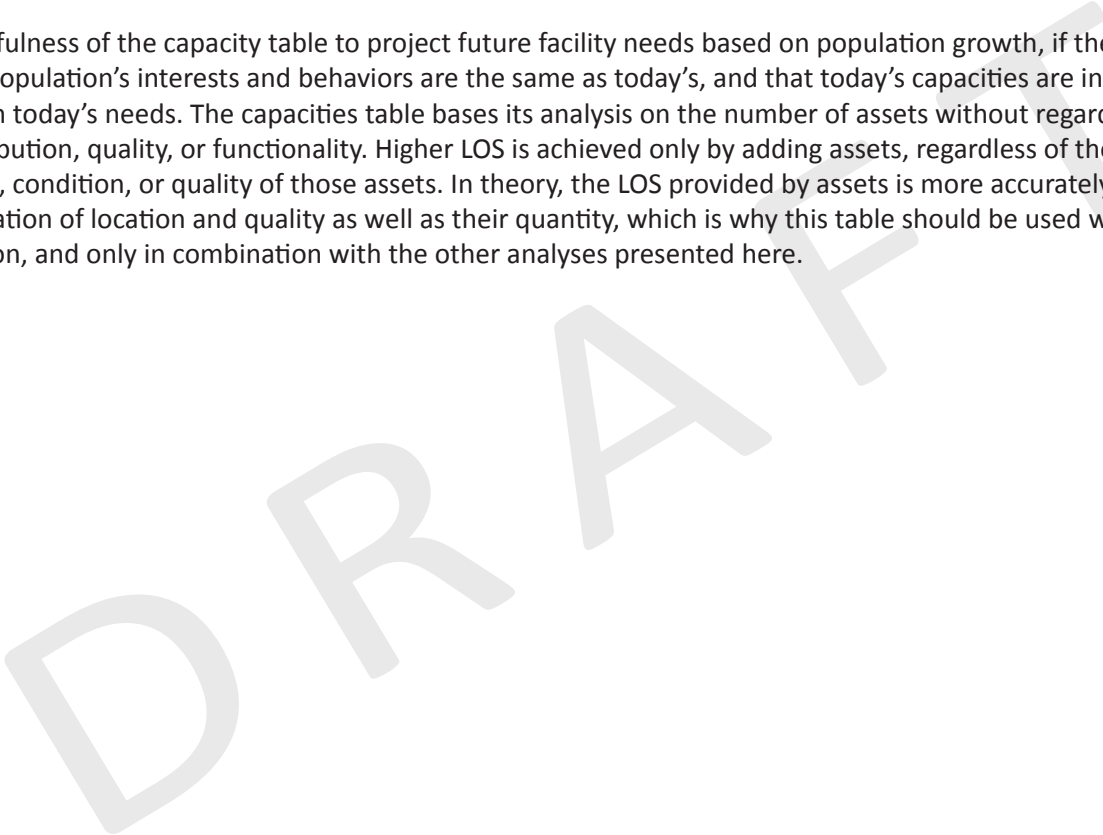 fulness of the capacity table to project future facility needs based on population growth, if the
opulation’s interests and behaviors are the same as today’s, and that today’s capacities are in
today’s needs. The capacities table bases its analysis on the number of assets without regard
bution, quality, or functionality. Higher LOS is achieved only by adding assets, regardless of the
, condition, or quality of those assets. In theory, the LOS provided by assets is more accurately
ation of location and quality as well as their quantity, which is why this table should be used w
on, and only in combination with the other analyses presented here.
DRAFT